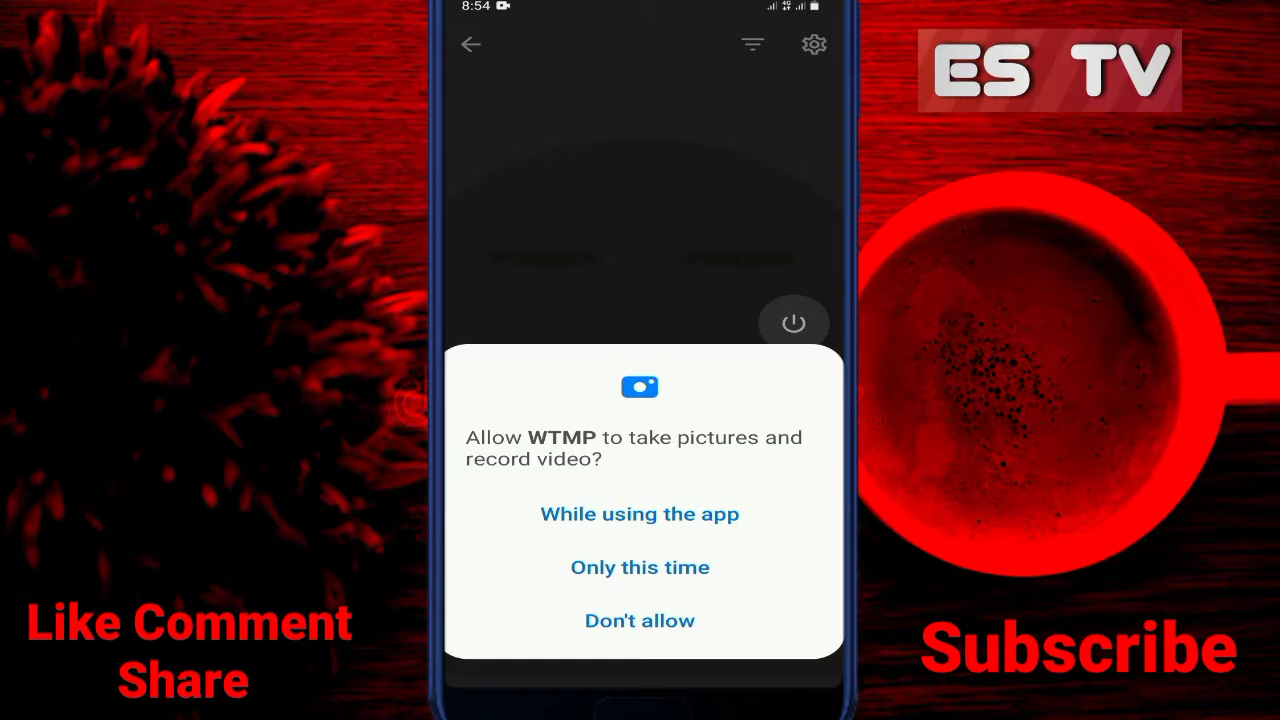 8:54
4G
ES TV
Allow WTMP to take pictures and
record video?
While using the app
Only this time
Don't allow
Like Comment
Share
Subscribe